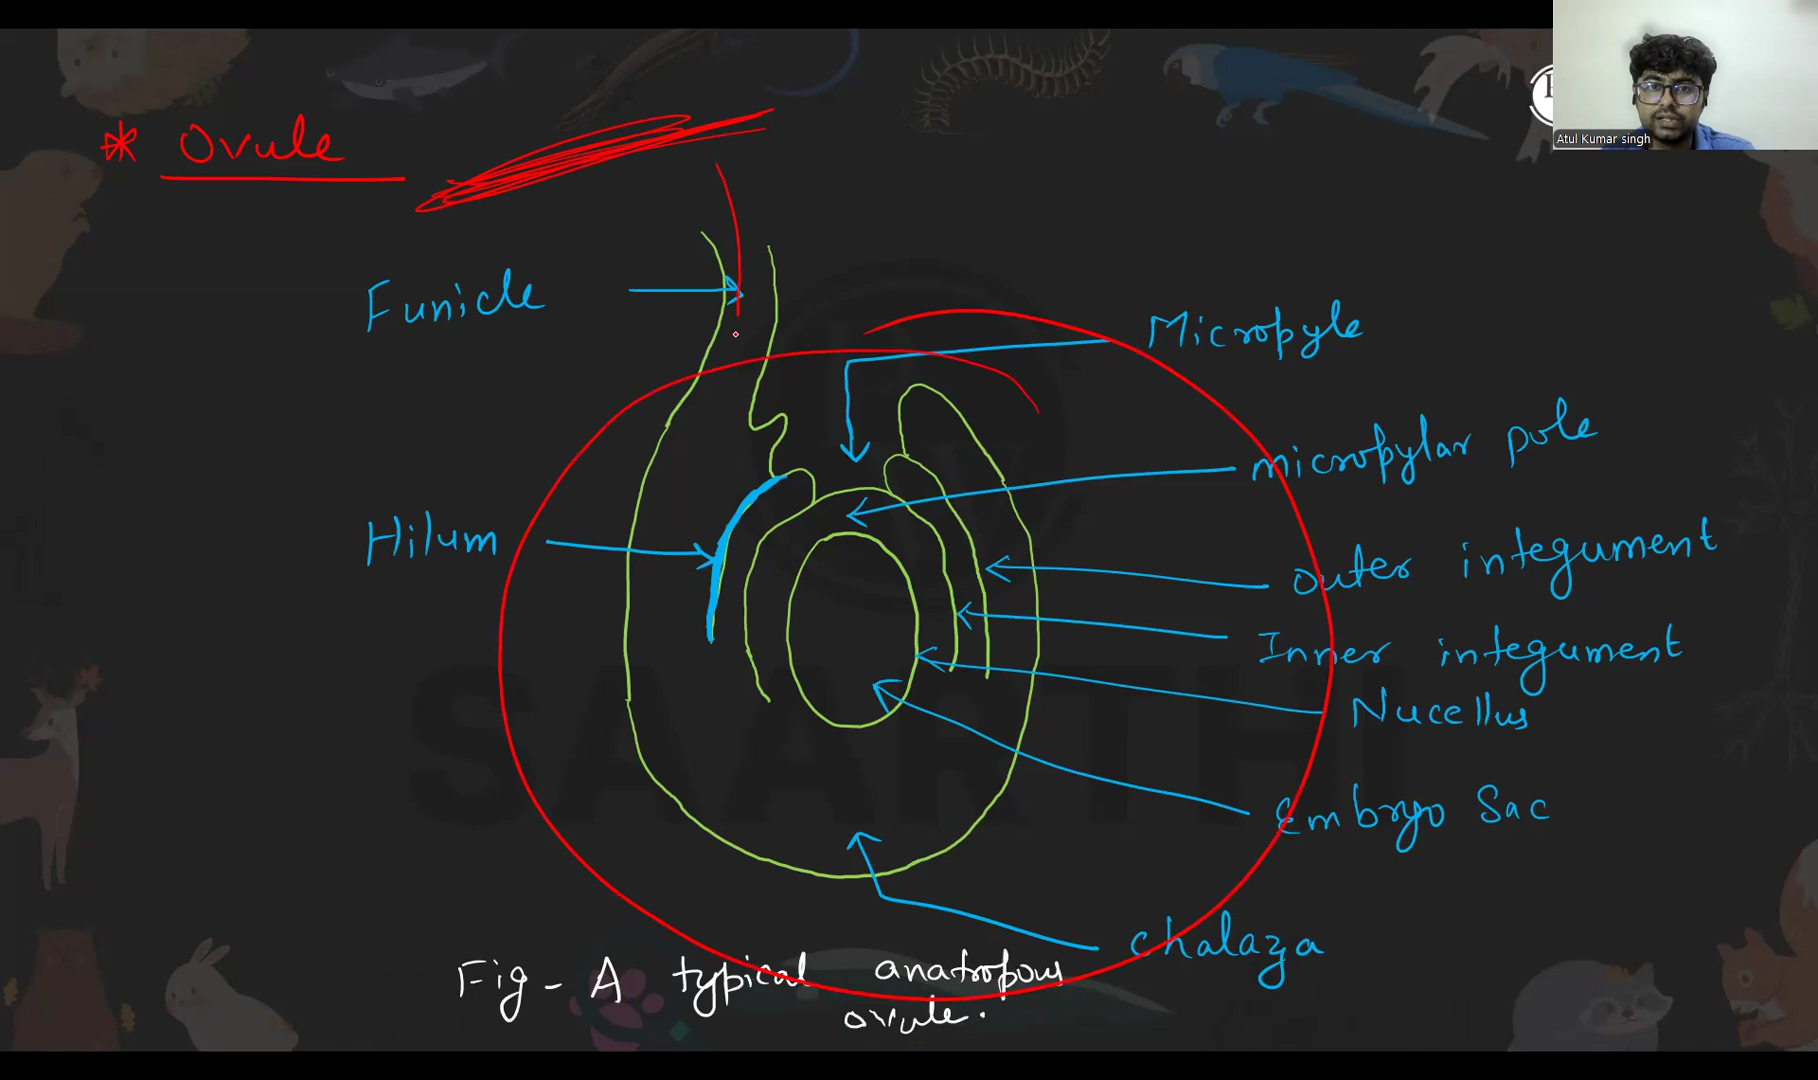 * Ovule
Funicle
Micropyle
micropylar pole
Hilum
outer integument
Inner integument
Nucellus
Embryo Sac
chalaza
Fig - A typical anatropous
ovule.
Atul Kumar singh
SAARTHI